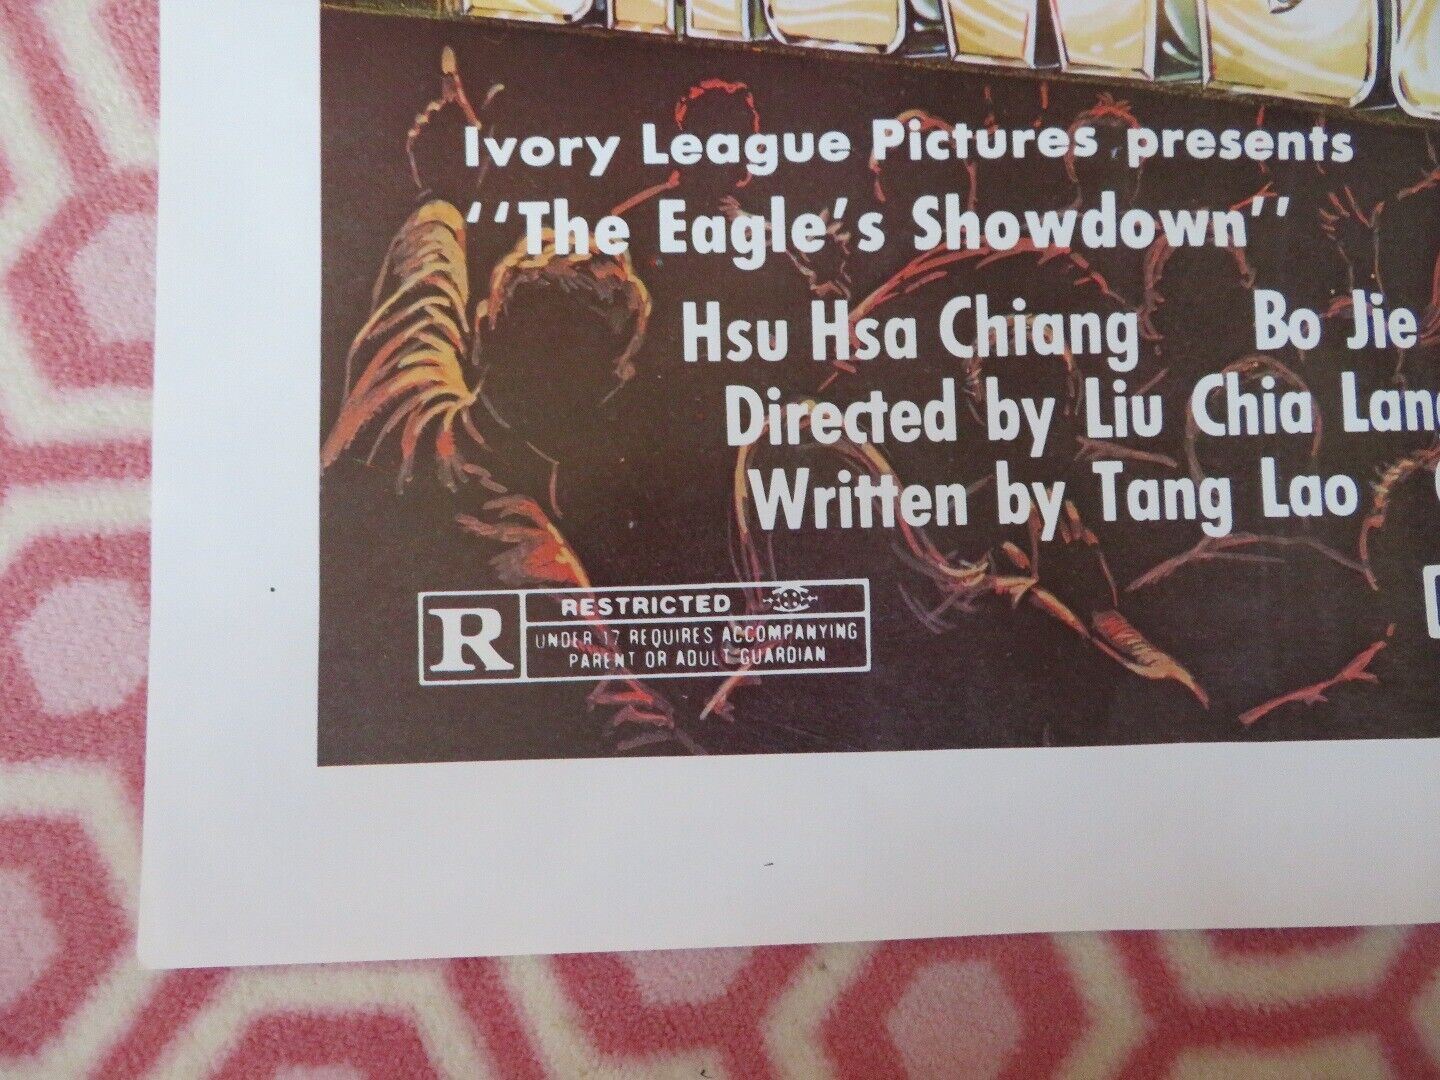 Ivory League Pictures presents
"The Eagle's Showdown"
Hsu Hsa Chiang Bo Jie
Directed by Liu Chia
Written by Tang Lao
R RESTRICTED
UNDER 17 REQUIRES ACCOMPANYING
PARENT OR ADULT GUARDIAN